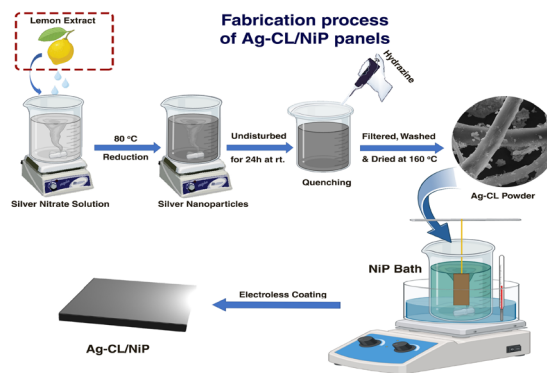 Fabrication process
of Ag-CL/NiP panels
Lemon Extract
Hydrazine
80 °C
Reduction
Undisturbed
for 24h at rt.
Filtered, Washed
& Dried at 160 °C
Quenching
Silver Nitrate Solution
Silver Nanoparticles
Ag-CL Powder
NiP Bath
Electroless Coating
Ag-CL/NiP